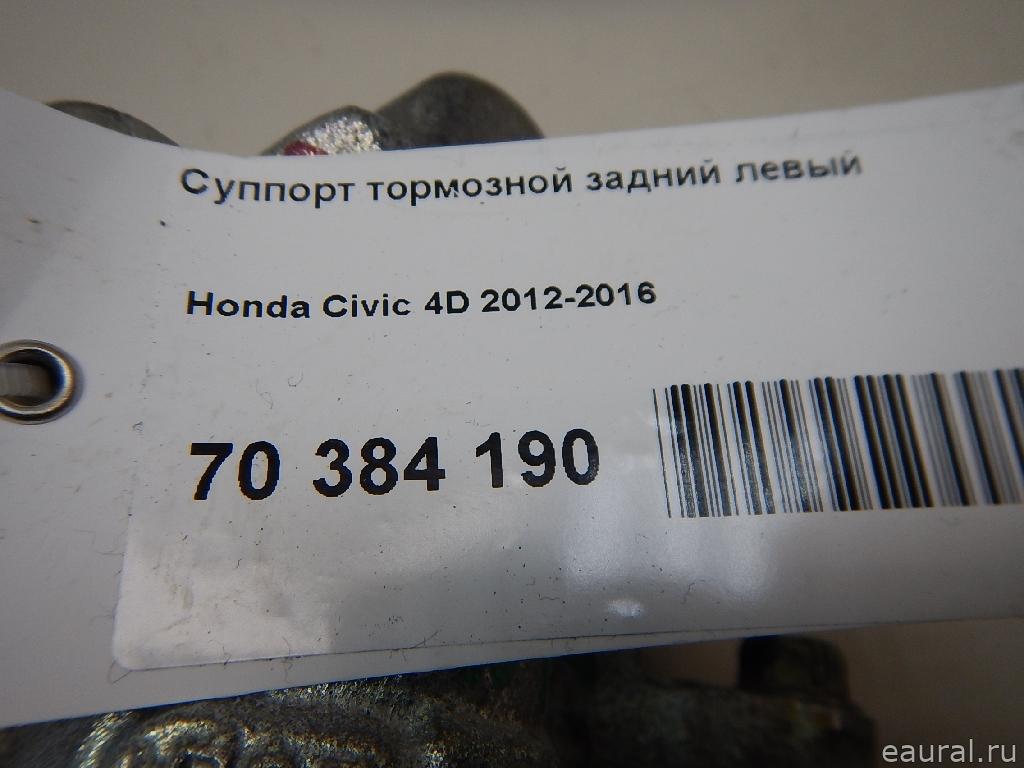 Суппорт тормозной задний левый
Honda Civic 4D 2012-2016
70 384 190
eaural.ru